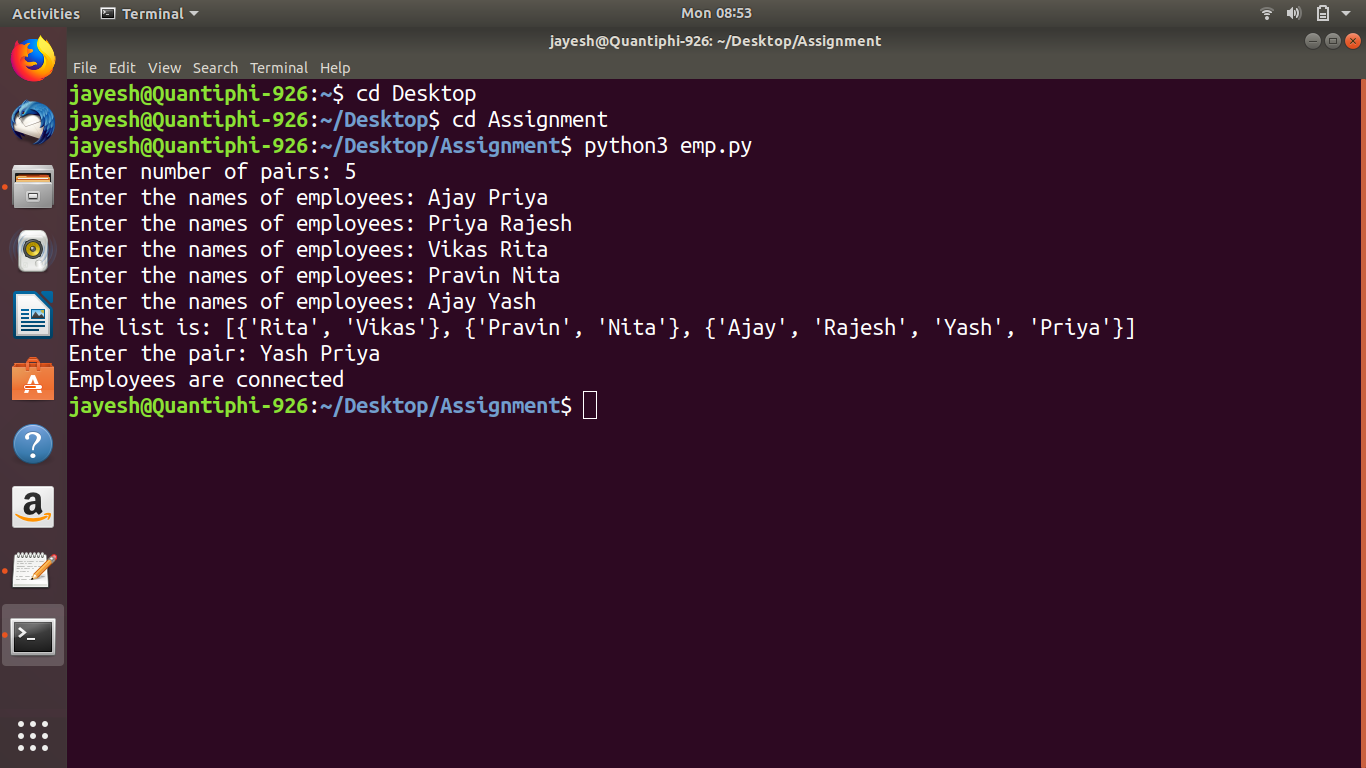 Activities Terminal Mon 08:53
jayesh@Quantiphi-926: ~/Desktop/Assignment
File Edit View Search Terminal Help
jayesh@Quantiphi-926:~$ cd Desktop
jayesh@Quantiphi-926:~/Desktop$ cd Assignment
jayesh@Quantiphi-926:~/Desktop/Assignment$ python3 emp.py
Enter number of pairs: 5
Enter the names of employees: Ajay Priya
Enter the names of employees: Priya Rajesh
Enter the names of employees: Vikas Rita
Enter the names of employees: Pravin Nita
Enter the names of employees: Ajay Yash
The list is: [{'Rita', 'Vikas'}, {'Pravin', 'Nita'}, {'Ajay', 'Rajesh', 'Yash', 'Priya'}]
Enter the pair: Yash Priya
Employees are connected
jayesh@Quantiphi-926:~/Desktop/Assignment$